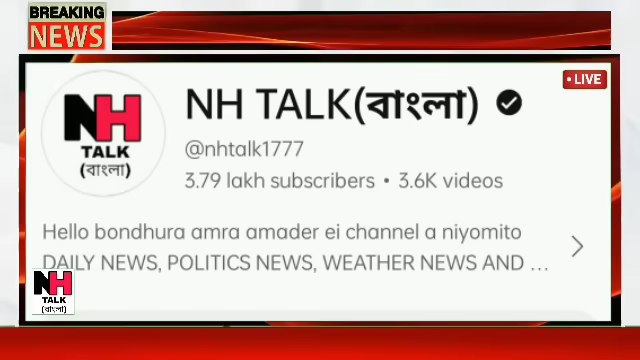 BREAKING
NEWS
• LIVE
NH
TALK
(বাংলা)
NH TALK(বাংলা)
@nhtalk1777
3.79 lakh subscribers • 3.6K videos
Hello bondhura amra amader ei channel a niyomito
DAILY NEWS, POLITICS NEWS, WEATHER NEWS AND ...
NH
TALK
(বাংলা)